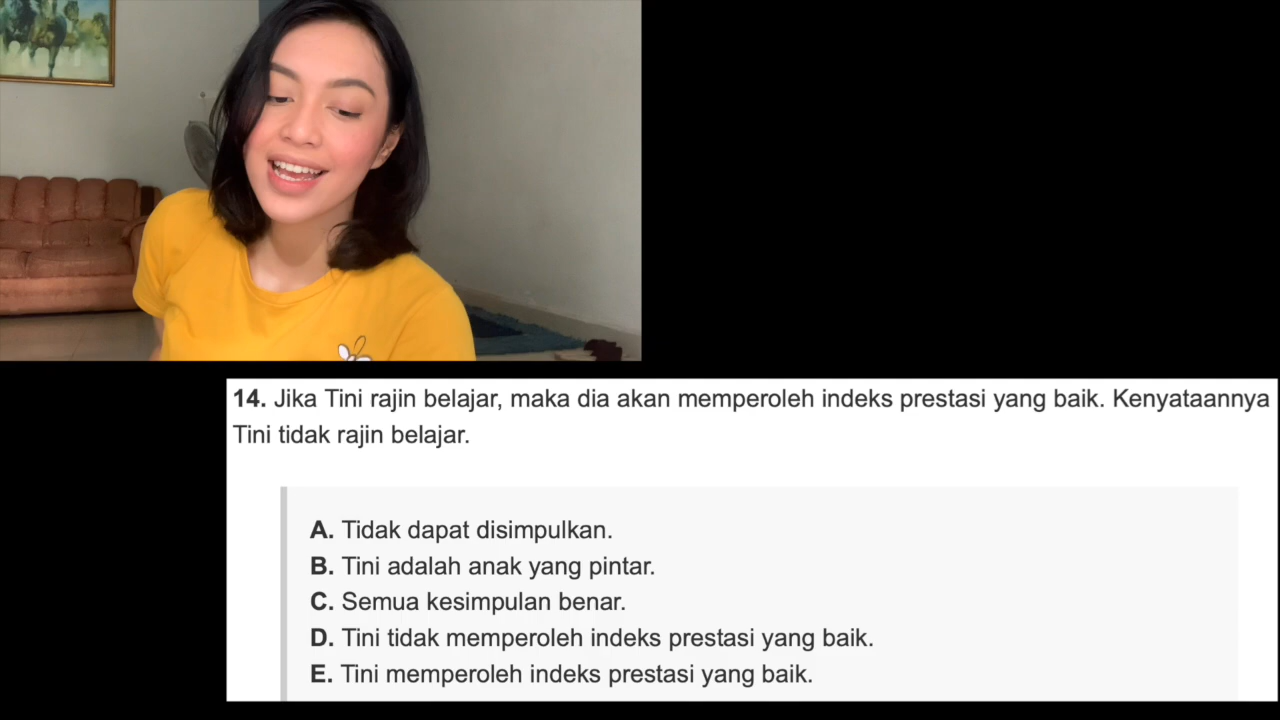 14. Jika Tini rajin belajar, maka dia akan memperoleh indeks prestasi yang baik. Kenyataannya
Tini tidak rajin belajar.
A. Tidak dapat disimpulkan.
B. Tini adalah anak yang pintar.
C. Semua kesimpulan benar.
D. Tini tidak memperoleh indeks prestasi yang baik.
E. Tini memperoleh indeks prestasi yang baik.